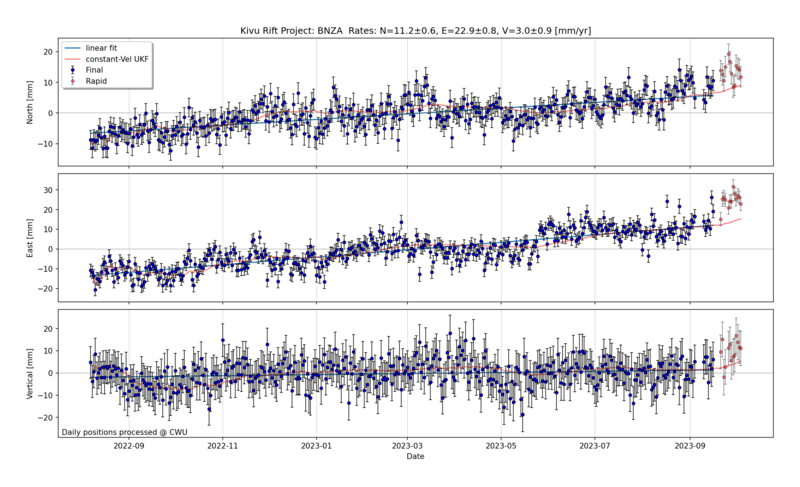 Kivu Rift Project: BNZA Rates: N=11.2±0.6, E=22.9±0.8, V=3.0±0.9 [mm/yr]
linear fit
constant-Vel UKF
Final
Rapid
North [mm]
20
10
0
−10
East [mm]
30
20
10
0
−10
−20
Vertical [mm]
20
10
0
−10
−20
Daily positions processed @ CWU
2022-09 2022-11 2023-01 2023-03 2023-05 2023-07 2023-09
Date